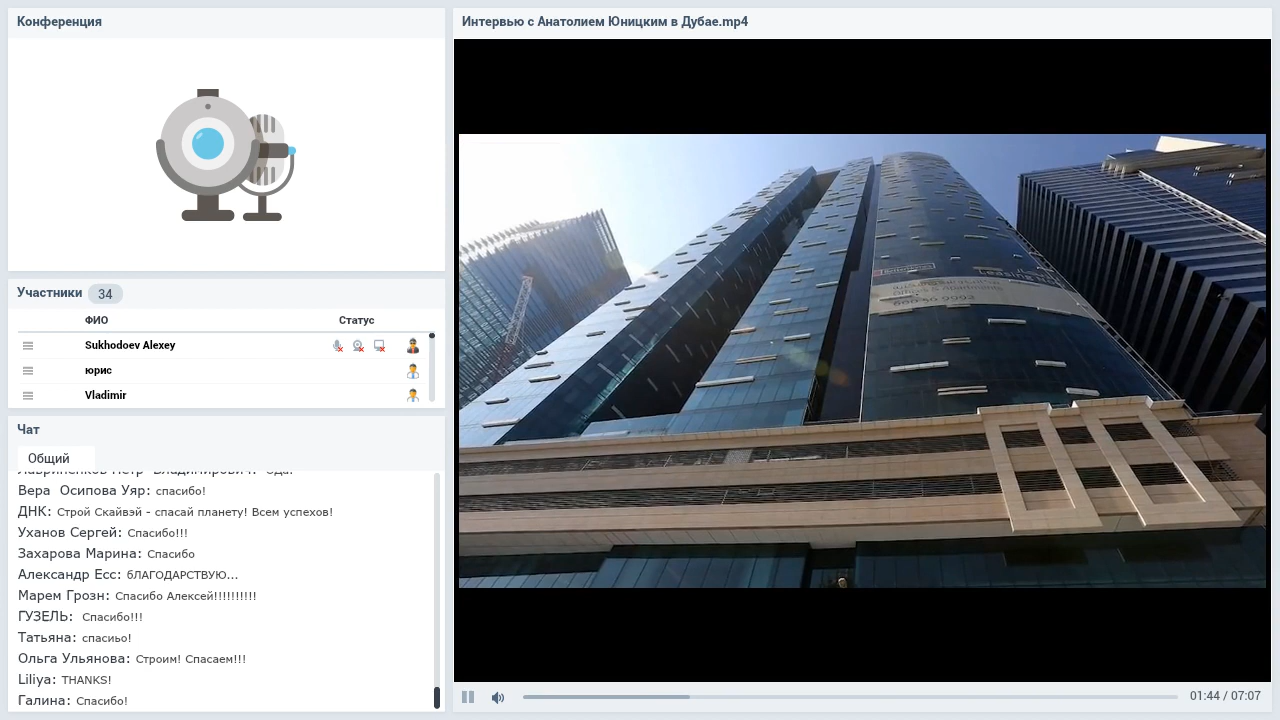 Конференция
Интервью с Анатолием Юницким в Дубае.mp4
Участники 34
ФИО Статус
Sukhodoev Alexey
юрис
Vladimir
Чат
Общий
Вера Осипова Уяр: спасибо!
ДНК: Строй Скайвэй - спасай планету! Всем успехов!
Уханов Сергей: Спасибо!!!
Захарова Марина: Спасибо
Александр Есс: бЛАГОДАРСТВУЮ...
Марем Грозн: Спасибо Алексей!!!!!!!!!!
ГУЗЕЛЬ: Спасибо!!!
Татьяна: спасиьо!
Ольга Ульянова: Строим! Спасаем!!!
Liliya: THANKS!
Галина: Спасибо!
01:44 / 07:07